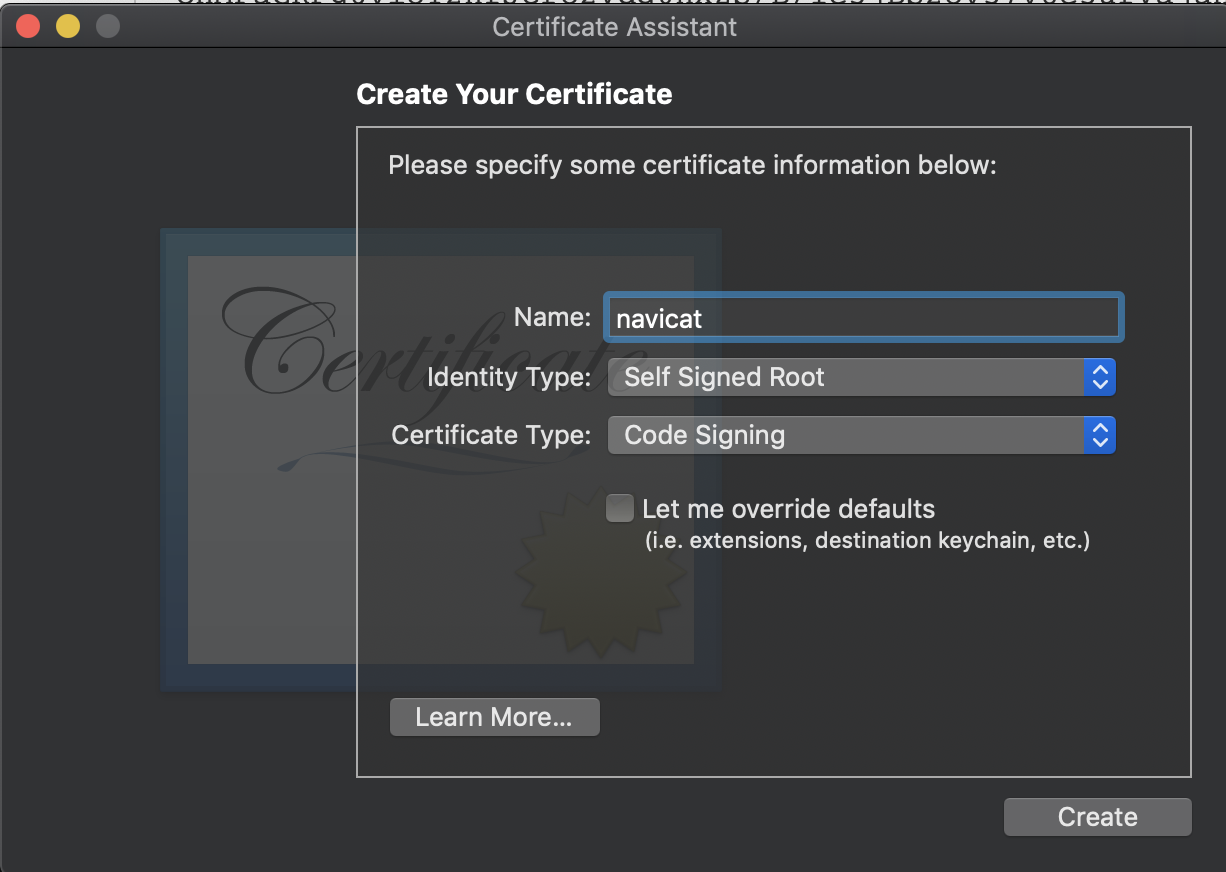 Certificate Assistant
Create Your Certificate
Please specify some certificate information below:
Certificate
Name: navicat
Identity Type: Self Signed Root
Certificate Type: Code Signing
Let me override defaults
(i.e. extensions, destination keychain, etc.)
Learn More...
Create